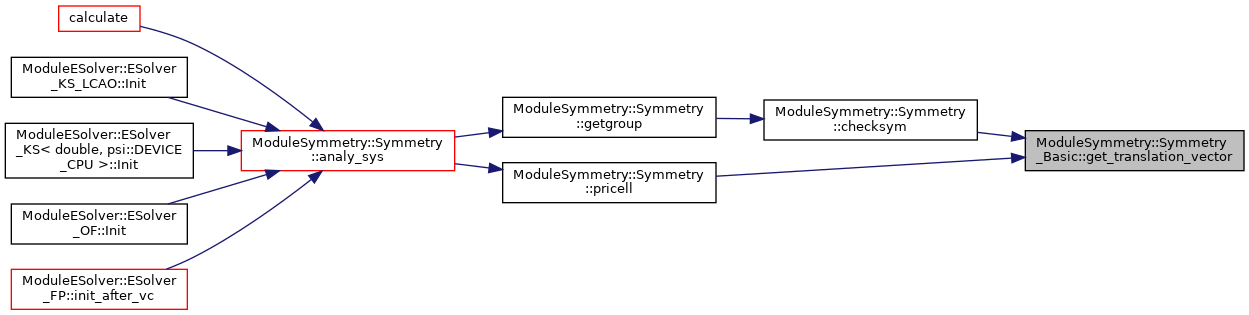 calculate
ModuleESolver::ESolver
_KS_LCAO::Init
ModuleESolver::ESolver
_KS< double, psi::DEVICE
_CPU >::Init
ModuleESolver::ESolver
_OF::Init
ModuleESolver::ESolver
_FP::init_after_vc
ModuleSymmetry::Symmetry
::analy_sys
ModuleSymmetry::Symmetry
::getgroup
ModuleSymmetry::Symmetry
::pricell
ModuleSymmetry::Symmetry
::checksym
ModuleSymmetry::Symmetry
_Basic::get_translation_vector